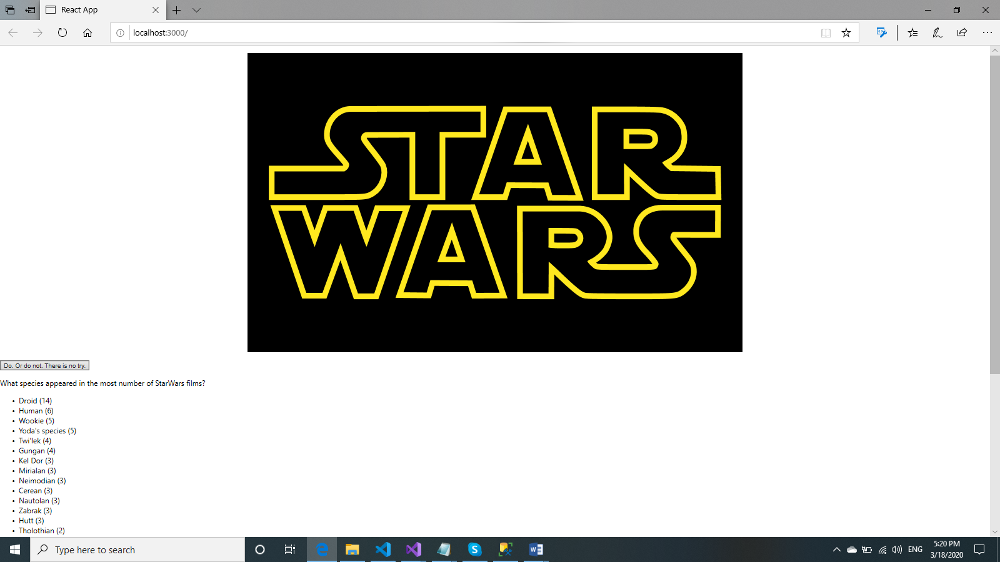 React App
localhost:3000/
STAR
WARS
Do. Or do not. There is no try.
What species appeared in the most number of StarWars films?
• Droid (14)
• Human (6)
• Wookie (5)
• Yoda's species (5)
• Twi'lek (4)
• Gungan (4)
• Kel Dor (3)
• Mirialan (3)
• Neimodian (3)
• Cerean (3)
• Nautolan (3)
• Zabrak (3)
• Hutt (3)
• Tholothian (2)
Type here to search
ENG
5:20 PM
3/18/2020